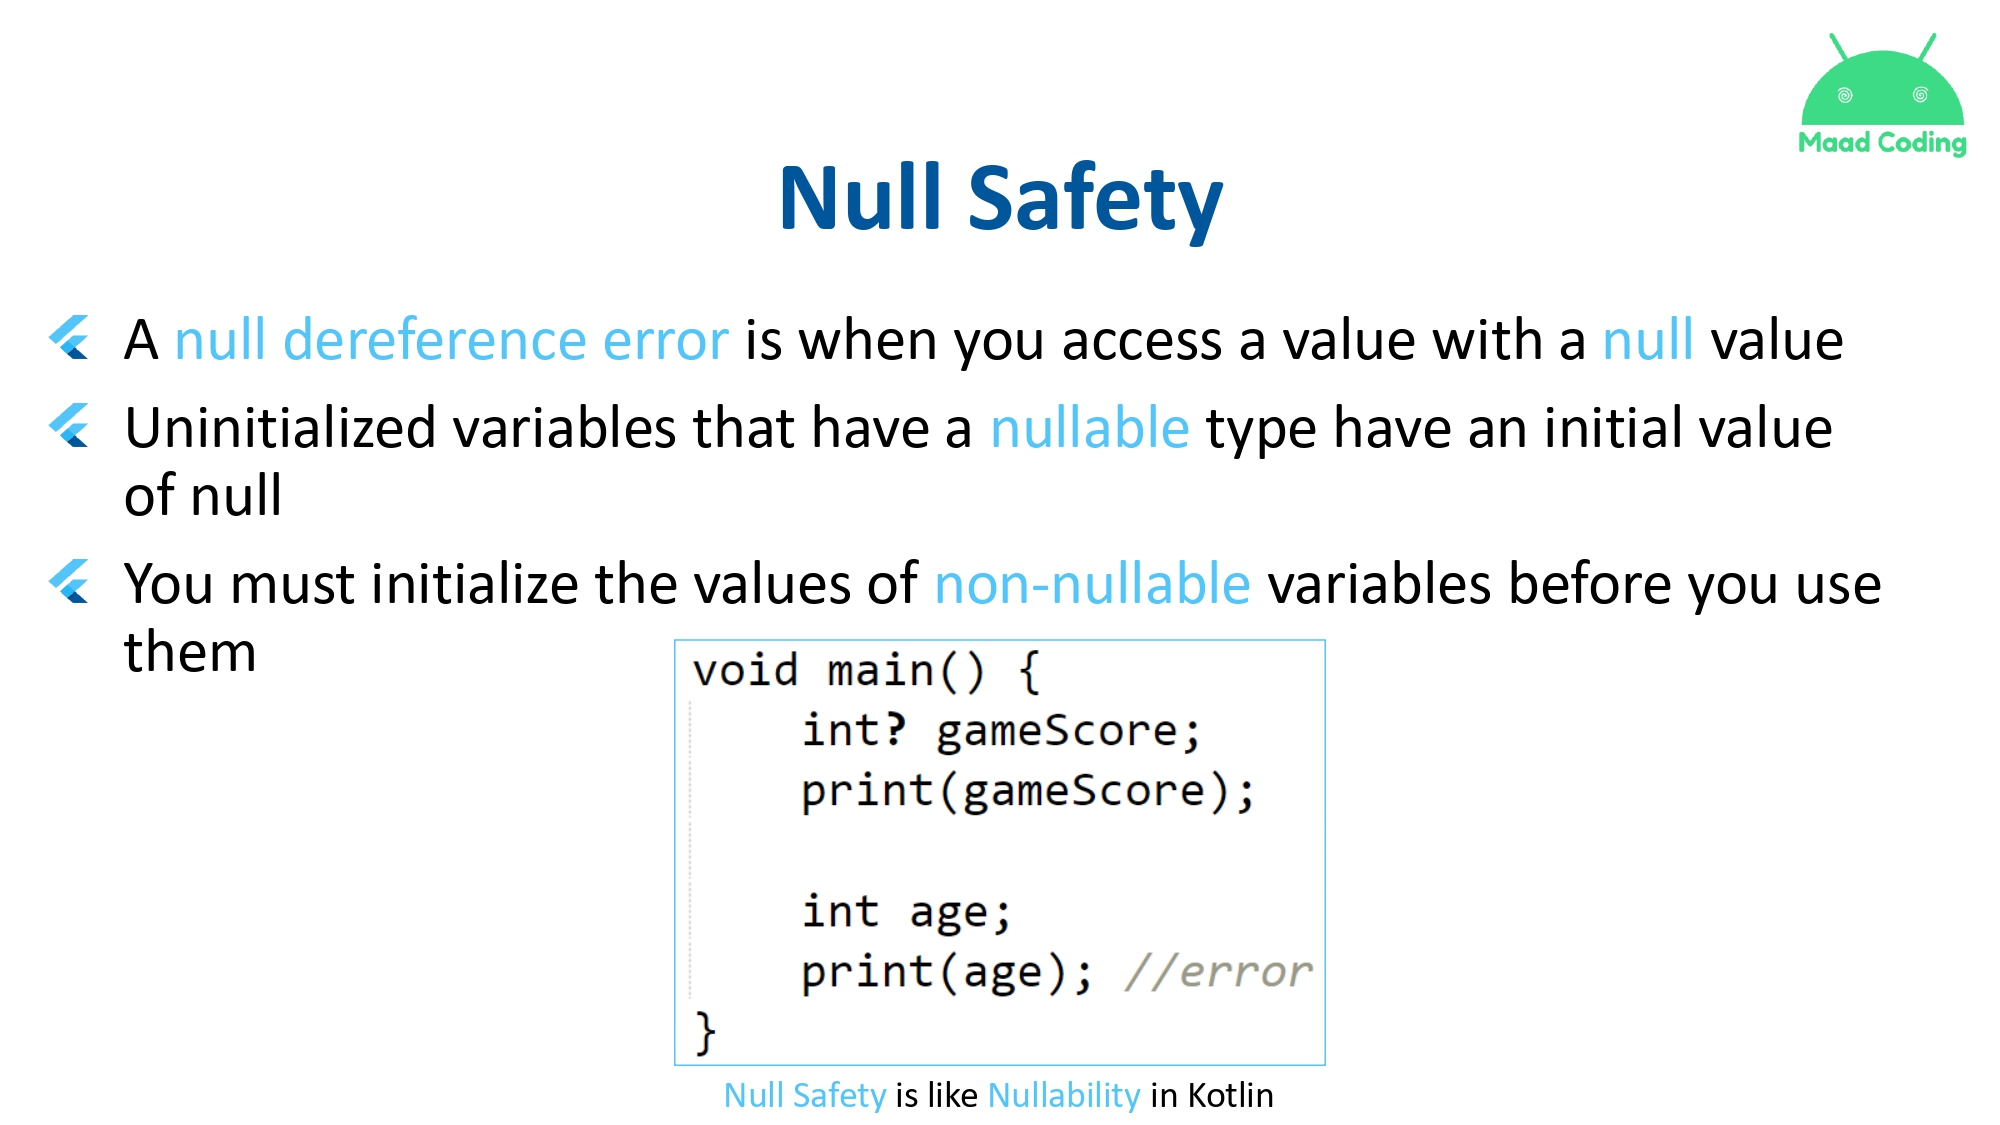 Maad Coding
Null Safety
A null dereference error is when you access a value with a null value
Uninitialized variables that have a nullable type have an initial value
of null
You must initialize the values of non-nullable variables before you use
them
void main() {
    int? gameScore;
    print(gameScore);

    int age;
    print(age); //error
}
Null Safety is like Nullability in Kotlin